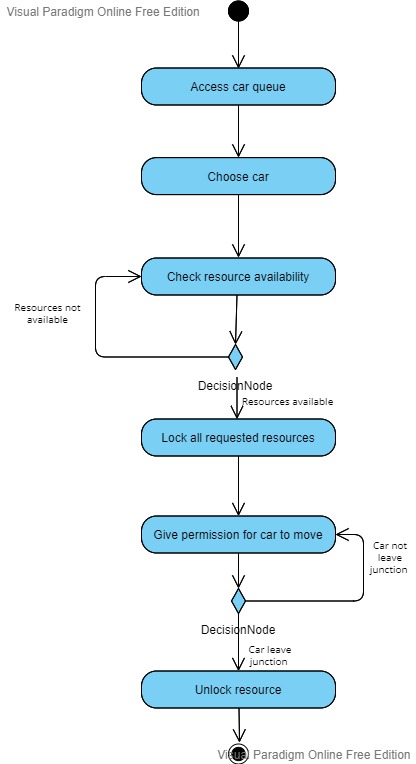 Visual Paradigm Online Free Edition
Access car queue
Choose car
Check resource availability
Resources not
available
DecisionNode
Resources available
Lock all requested resources
Give permission for car to move
Car not
leave
junction
DecisionNode
Car leave
junction
Unlock resource
Visual Paradigm Online Free Edition